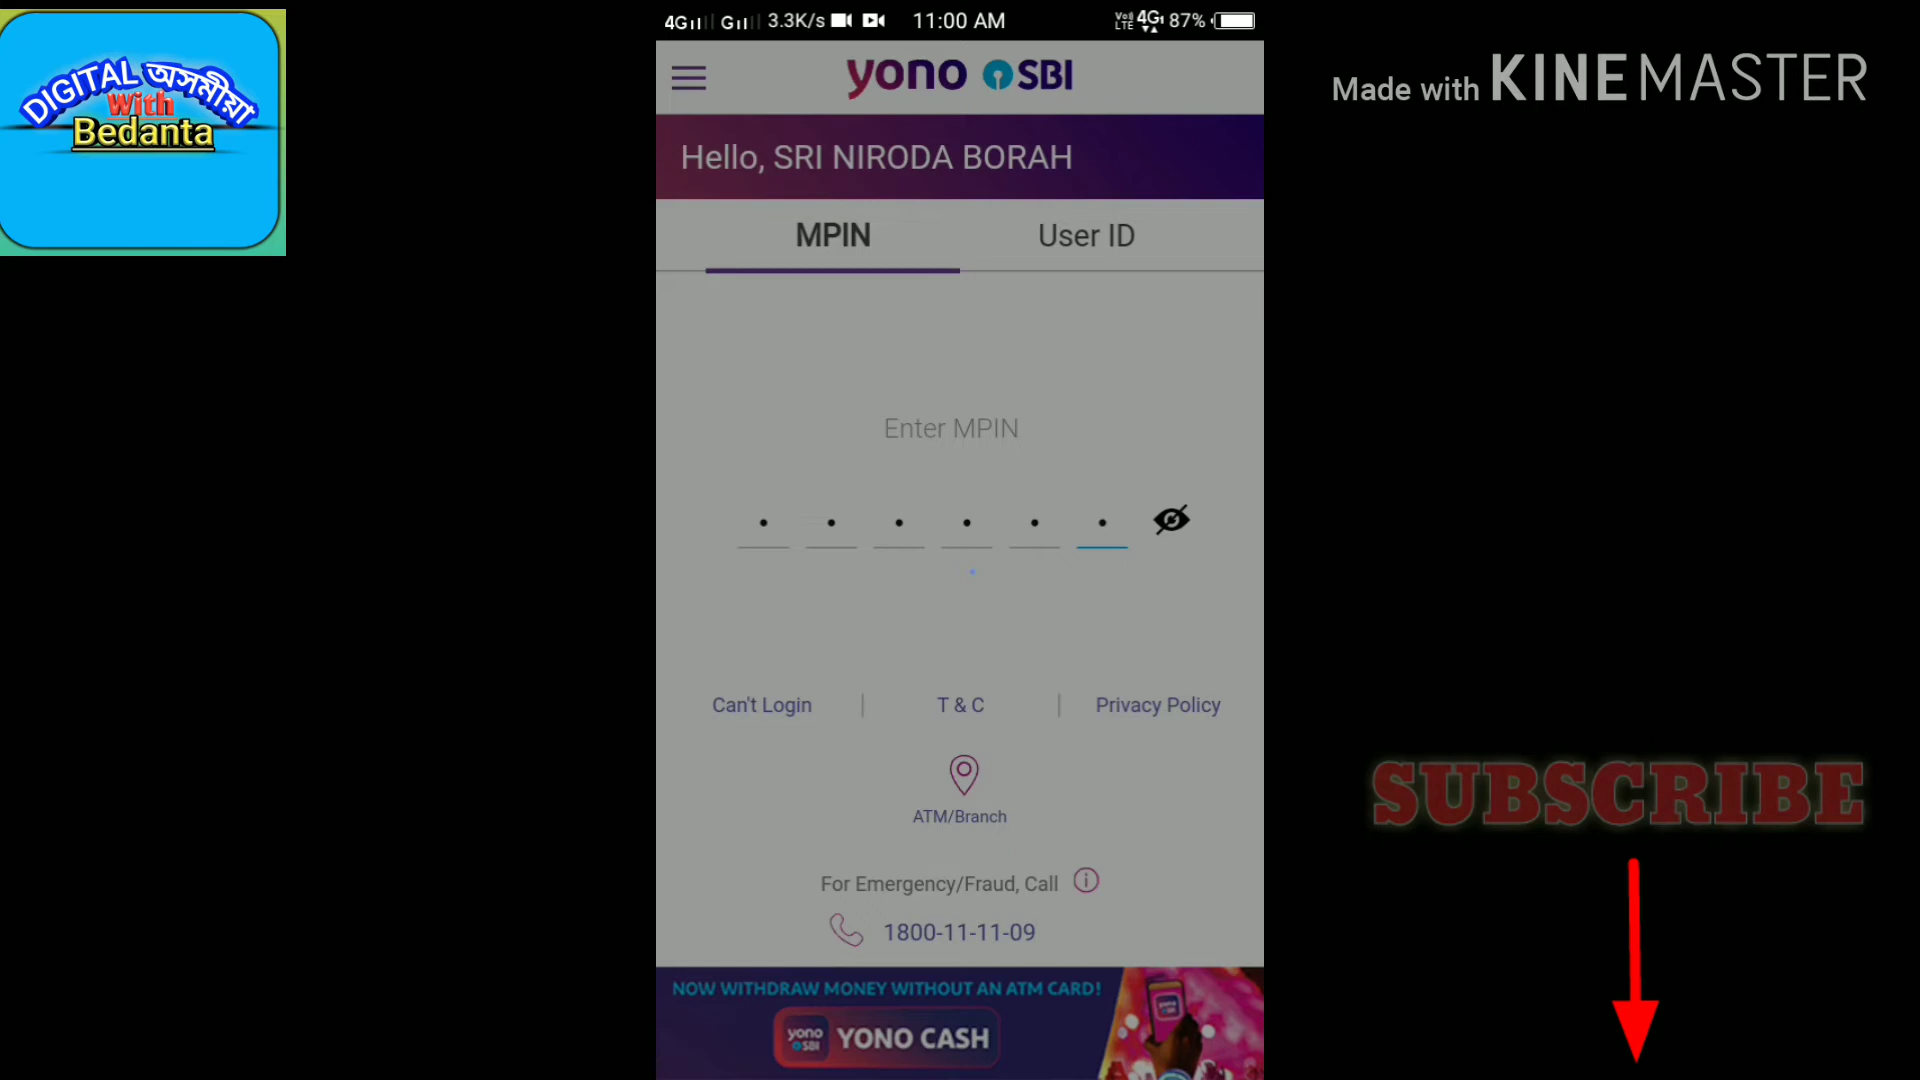 DIGITAL অসমীয়া
With
Bedanta
4G G 3.3K/s 11:00 AM VoI) LTE 4G 87%
yono SBI
Made with KINEMASTER
Hello, SRI NIRODA BORAH
MPIN User ID
Enter MPIN
Can't Login | T & C | Privacy Policy
ATM/Branch
SUBSCRIBE
For Emergency/Fraud, Call
1800-11-11-09
NOW WITHDRAW MONEY WITHOUT AN ATM CARD!
yono SBI YONO CASH